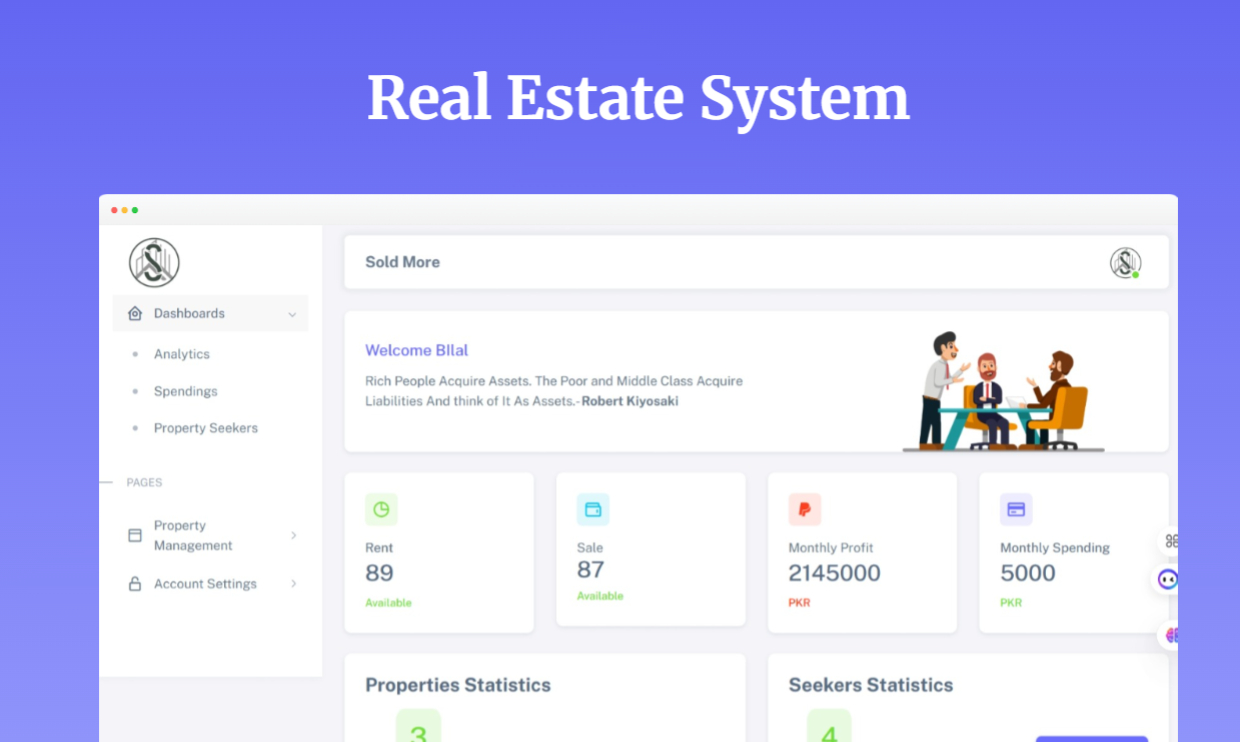 Real Estate System
Dashboards
Analytics
Spendings
Property Seekers
PAGES
Property
Management
Account Settings
Sold More
Welcome BIlal
Rich People Acquire Assets. The Poor and Middle Class Acquire
Liabilities And think of It As Assets.- Robert Kiyosaki
Rent
89
Available
Sale
87
Available
Monthly Profit
2145000
PKR
Monthly Spending
5000
PKR
Properties Statistics
3
Seekers Statistics
4